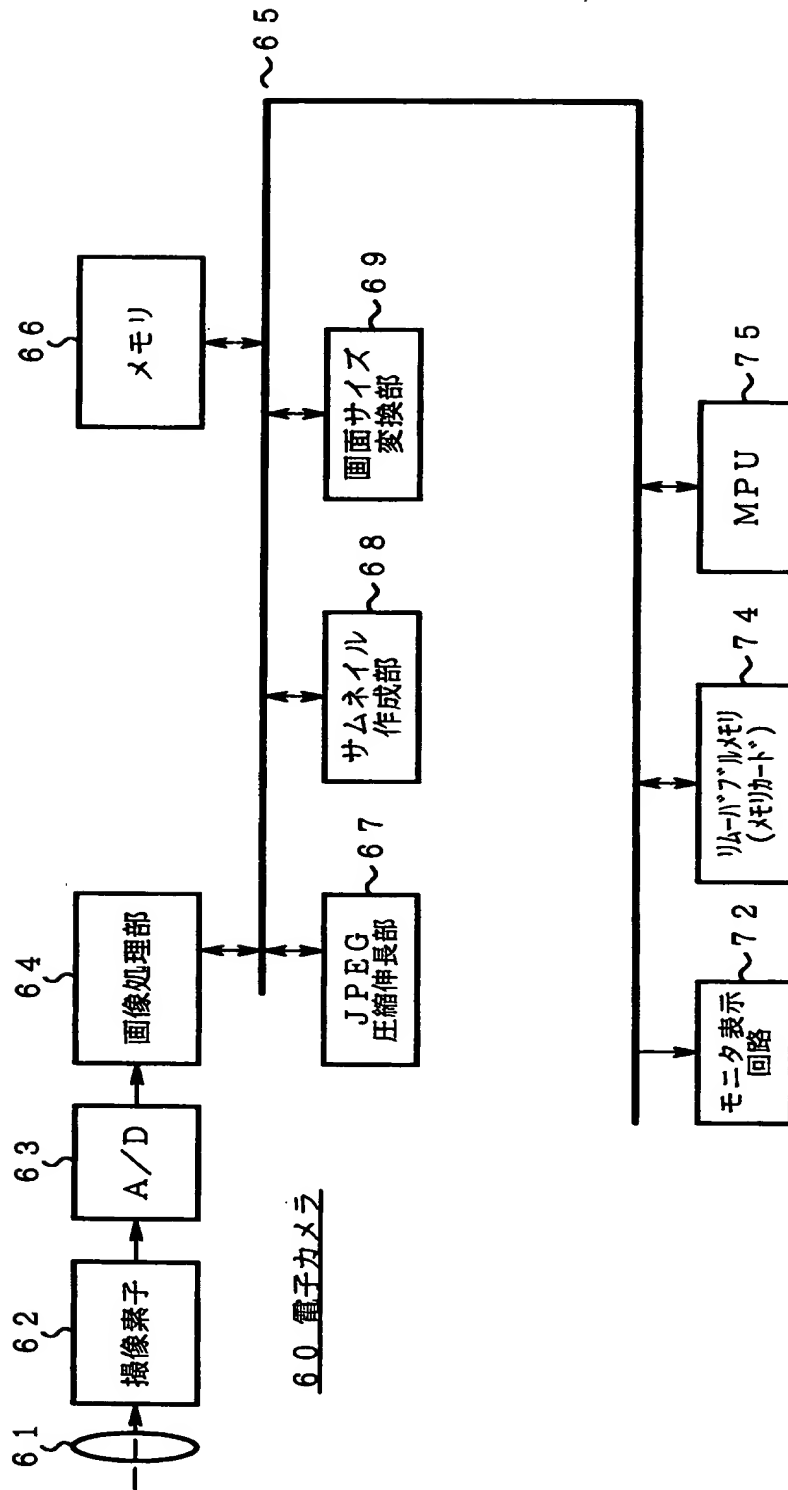 61
62
撮像素子
63
A/D
64
画像処理部
65
66
メモリ
JPEG
圧縮伸長部
67
サムネイル
作成部
68
画面サイズ
変換部
69
60 電子カメラ
モニタ表示
回路
72
リムーバブルメモリ
(メモリカード)
74
MPU
75